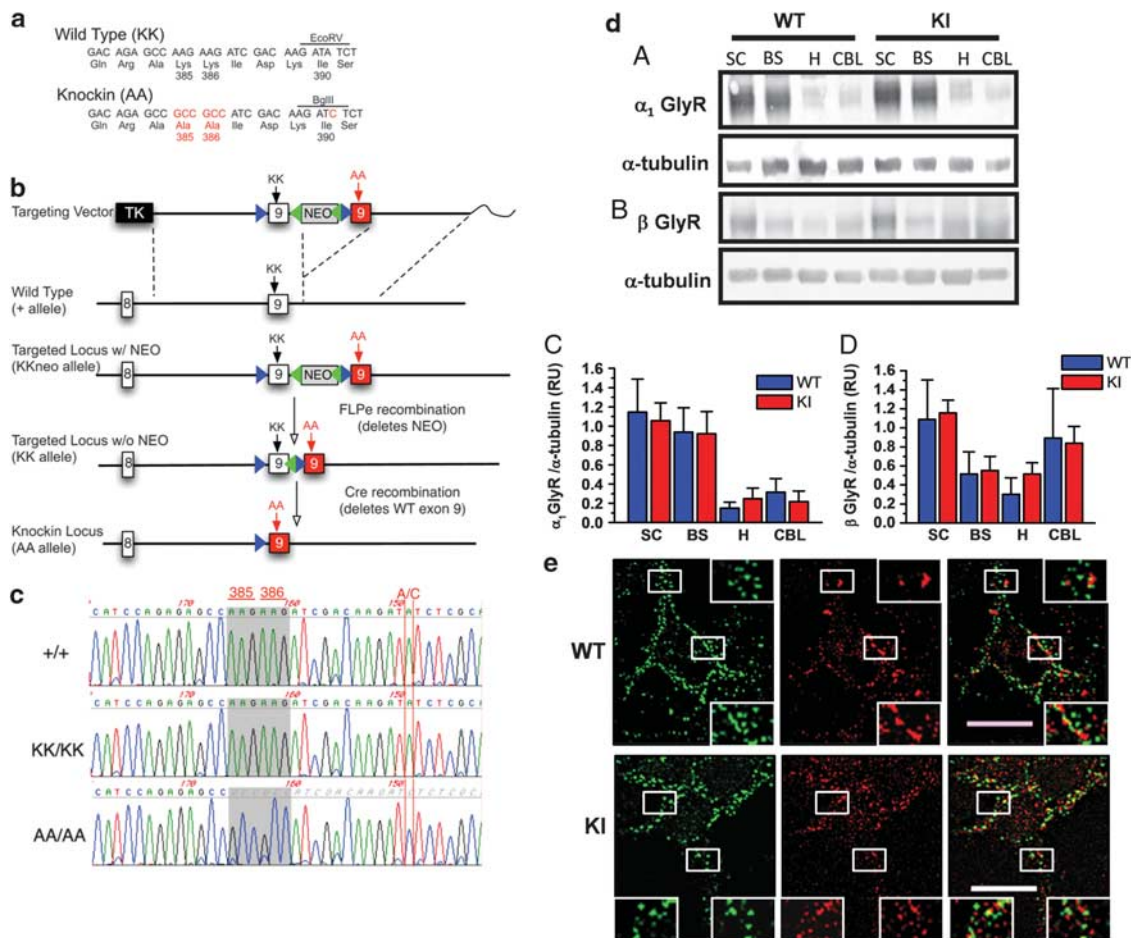 a
Wild Type (KK)
EcoRV
GAC AGA GCC AAG AAG ATC GAC AAG ATA TCT
Gln Arg Ala Lys Lys Ile Asp Lys Ile Ser
385 386 390
Knockin (AA)
BglII
GAC AGA GCC GCC GCC ATC GAC AAG ATC TCT
Gln Arg Ala Ala Ala Ile Asp Lys Ile Ser
385 386 390
b
KK AA
Targeting Vector
TK 9 NEO 9
KK
Wild Type
(+ allele)
8 9
KK AA
Targeted Locus w/ NEO
(KKneo allele)
8 9 NEO 9
FLPe recombination
(deletes NEO)
KK AA
Targeted Locus w/o NEO
(KK allele)
8 9 9
Cre recombination
(deletes WT exon 9)
AA
Knockin Locus
(AA allele)
8 9
c
385 386 A/C
170 160 150
CATCCAGAGAGCCAAGAAGATCGACAAGATATCTCGCA
+/+
170 160 150
CATCCAGAGAGCCAAGAAGATCGACAAGATATCTCGCA
KK/KK
170 160 150
CATCCAGAGAGCC
AA/AA
d
WT KI
A SC BS H CBL SC BS H CBL
α1 GlyR
α-tubulin
B β GlyR
α-tubulin
C
α1 GlyR/α-tubulin (RU)
1.6
1.4
1.2
1.0
0.8
0.6
0.4
0.2
0.0
SC BS H CBL
WT
KI
D
β GlyR/α-tubulin (RU)
1.6
1.4
1.2
1.0
0.8
0.6
0.4
0.2
0.0
SC BS H CBL
WT
KI
e
WT
KI